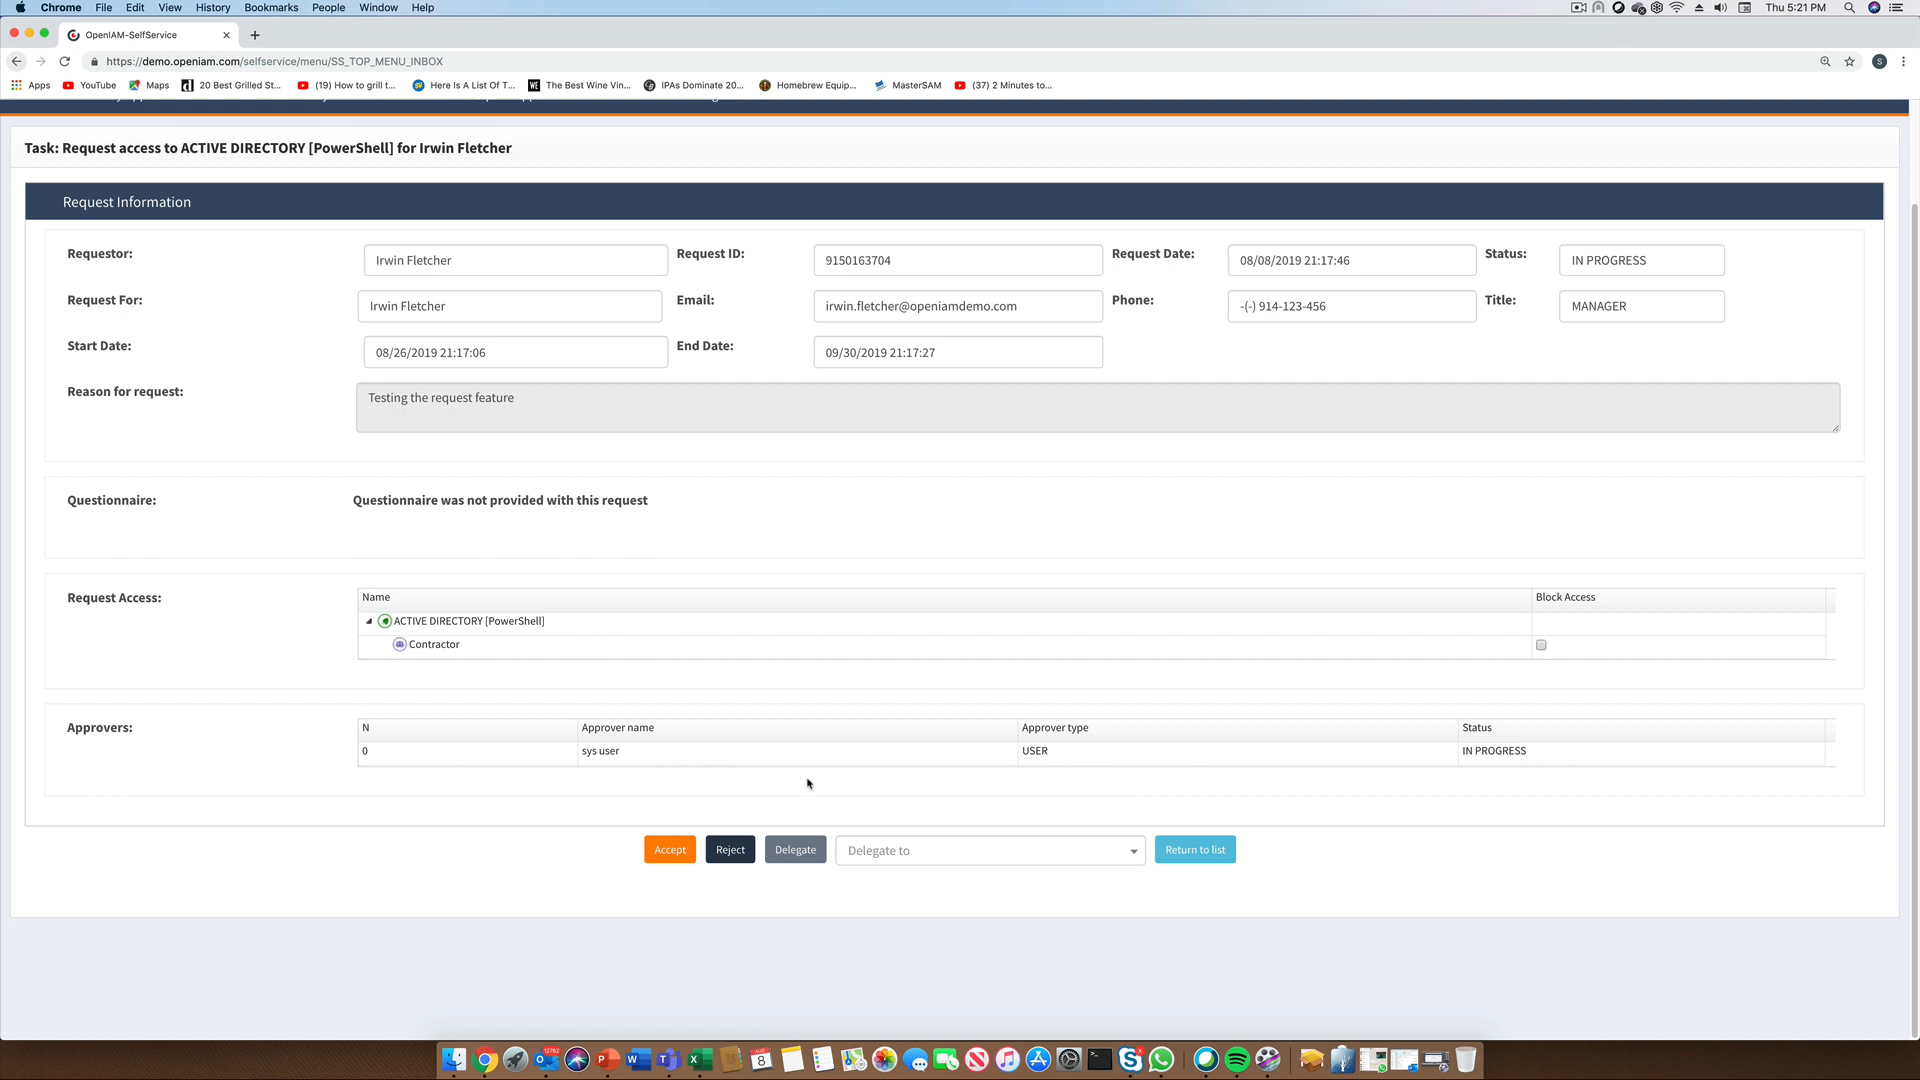 Chrome File Edit View History Bookmarks People Window Help Thu 5:21 PM
OpenIAM-SelfService
https://demo.openiam.com/selfservice/menu/SS_TOP_MENU_INBOX
Apps YouTube Maps 20 Best Grilled St... (19) How to grill t... Here Is A List Of T... The Best Wine Vin... IPAs Dominate 20... Homebrew Equip... MasterSAM (37) 2 Minutes to...
Task: Request access to ACTIVE DIRECTORY [PowerShell] for Irwin Fletcher
Request Information
Requestor: Irwin Fletcher Request ID: 9150163704 Request Date: 08/08/2019 21:17:46 Status: IN PROGRESS
Request For: Irwin Fletcher Email: irwin.fletcher@openiamdemo.com Phone: -(-) 914-123-456 Title: MANAGER
Start Date: 08/26/2019 21:17:06 End Date: 09/30/2019 21:17:27
Reason for request: Testing the request feature
Questionnaire: Questionnaire was not provided with this request
Request Access: Name Block Access
ACTIVE DIRECTORY [PowerShell]
Contractor
Approvers: N Approver name Approver type Status
0 sys user USER IN PROGRESS
Accept Reject Delegate Delegate to Return to list